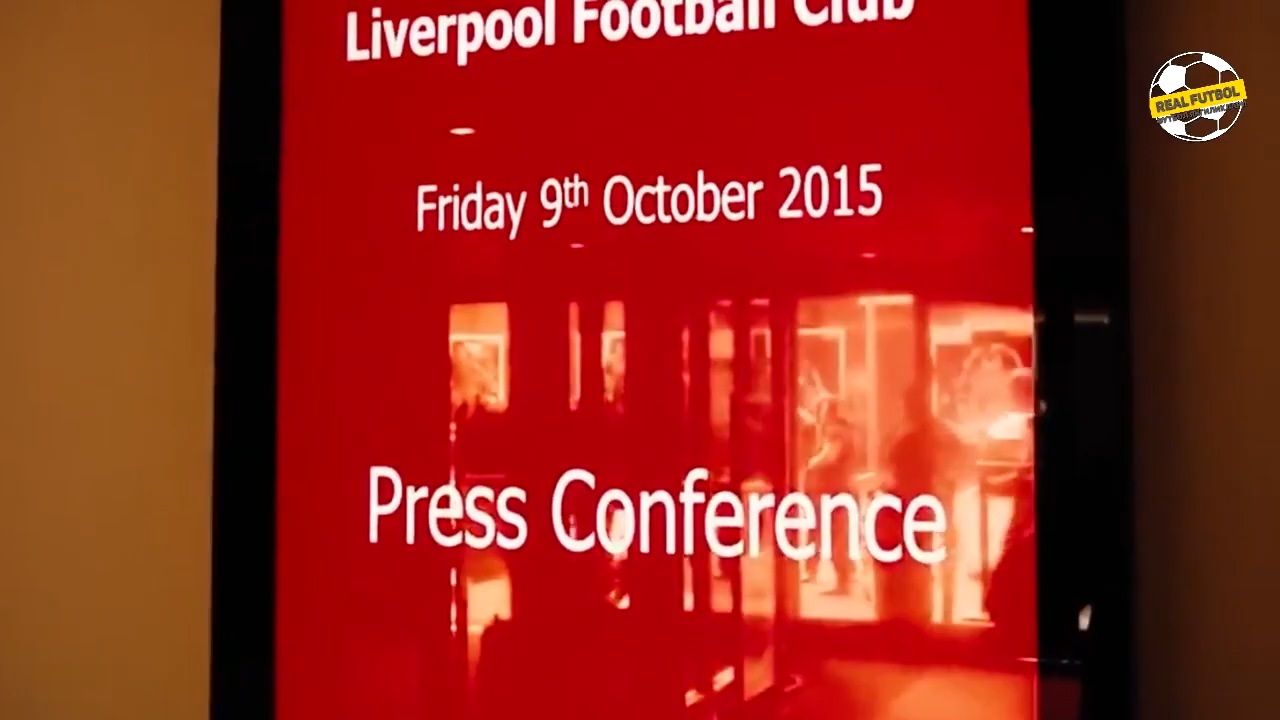 Liverpool Football Club
Friday 9th October 2015
Press Conference
REAL FUTBOL